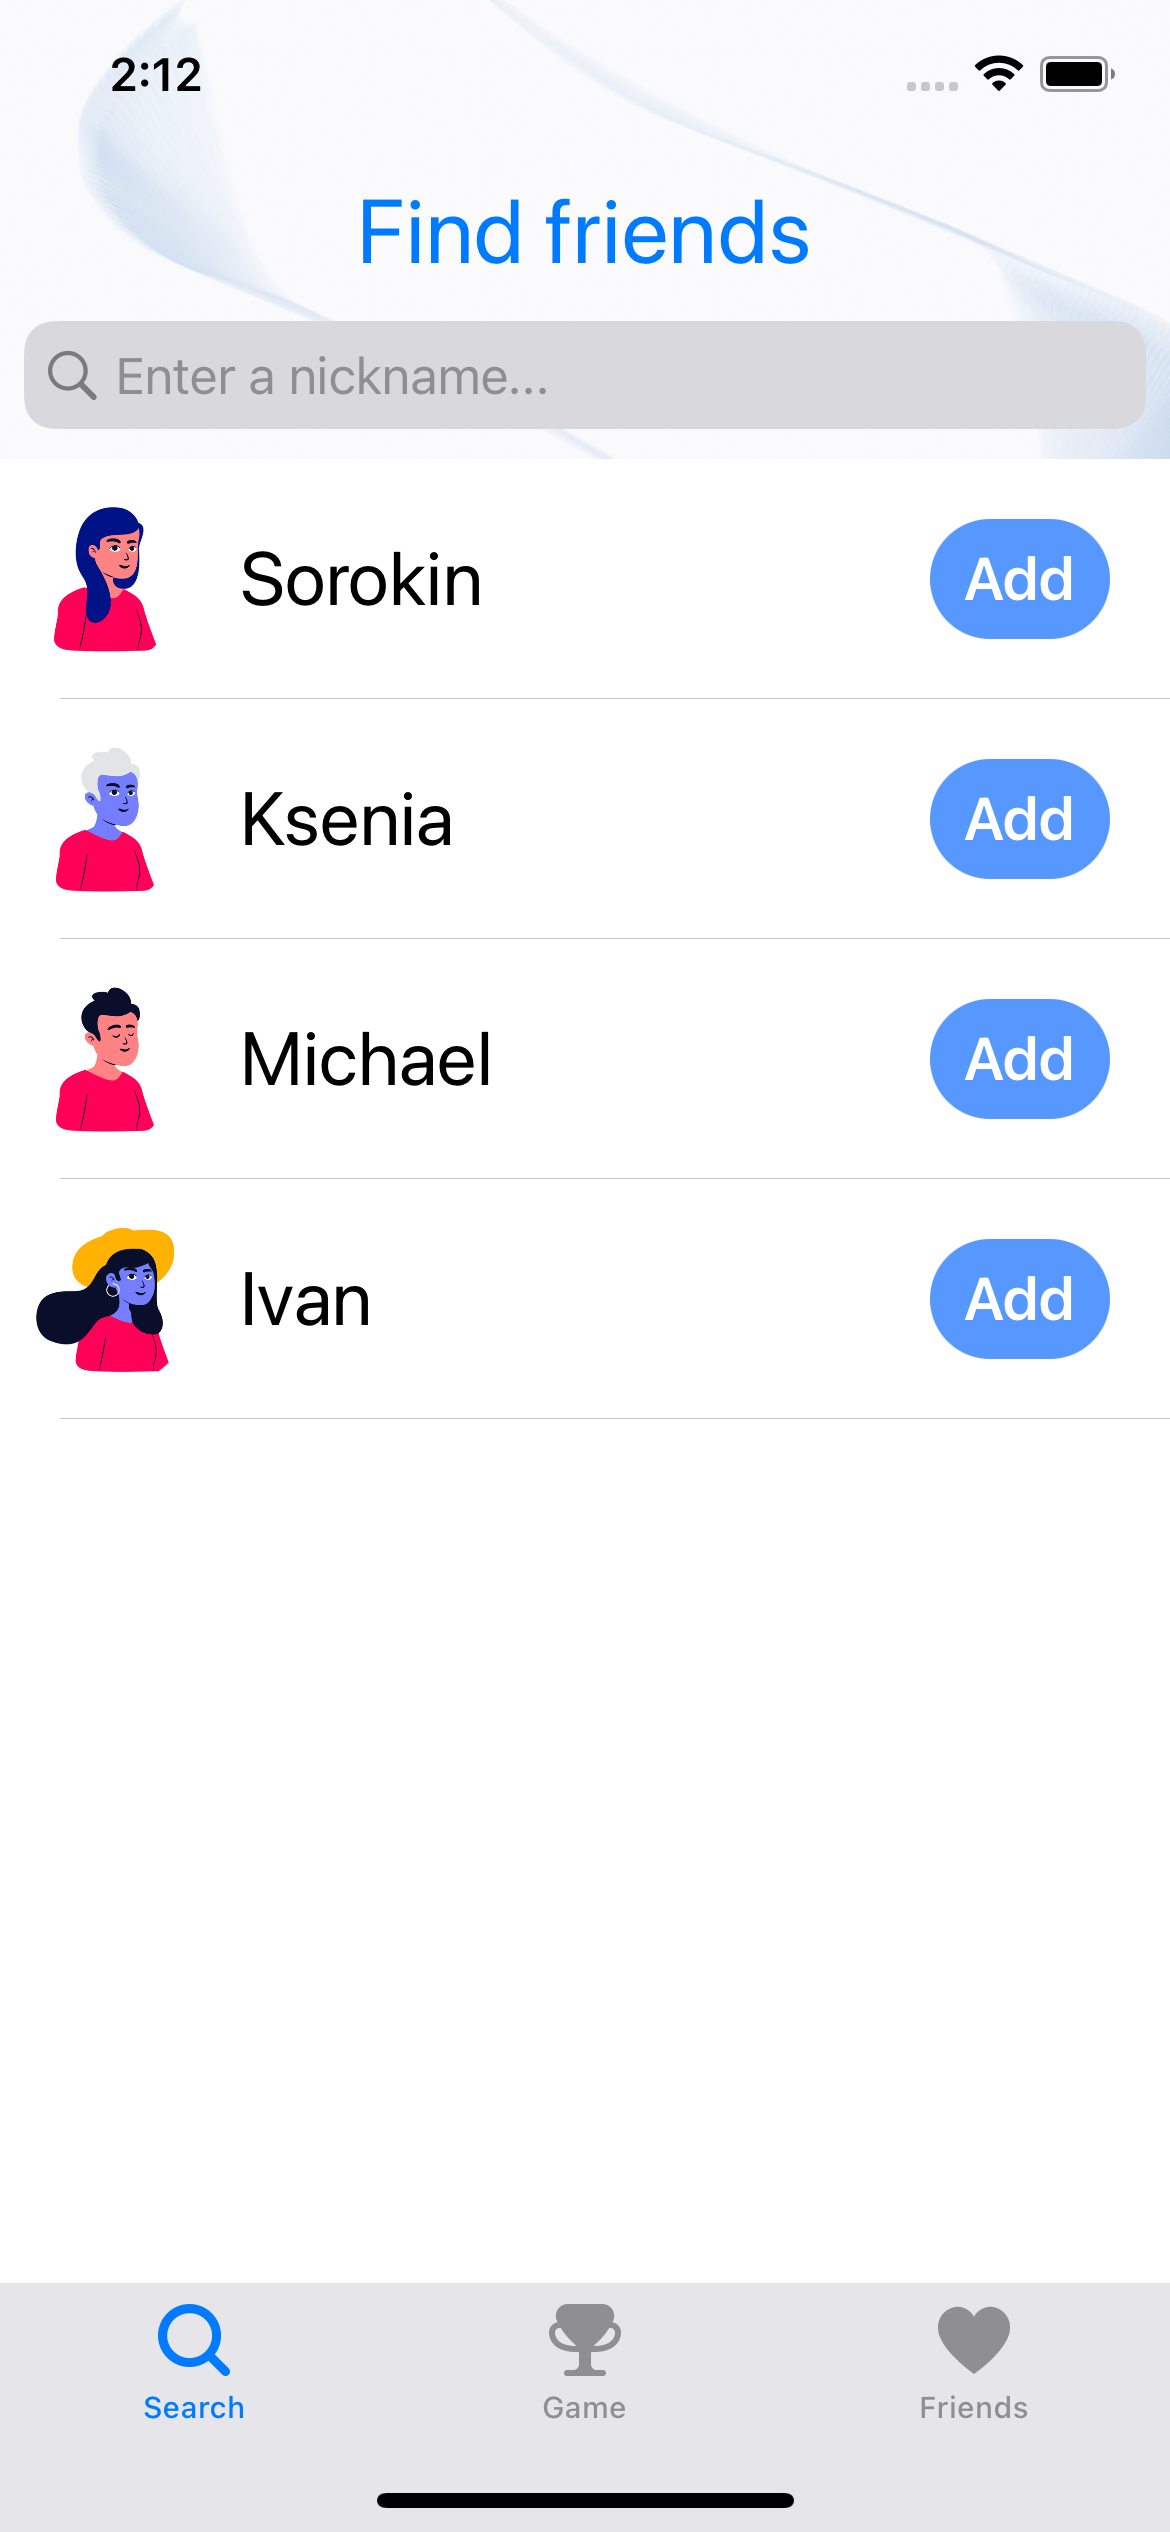 2:12
Find friends
Enter a nickname...
Sorokin
Add
Ksenia
Add
Michael
Add
Ivan
Add
Search
Game
Friends